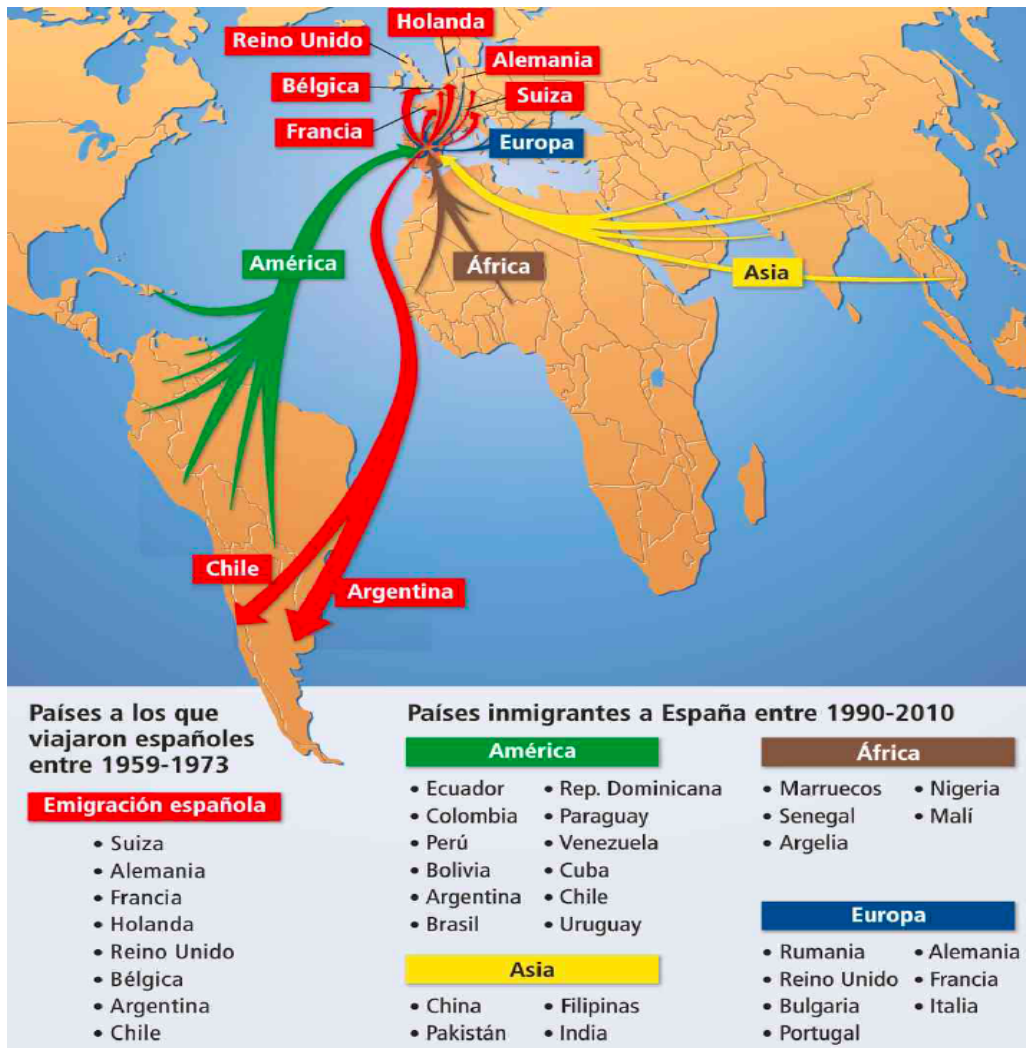 Holanda
Reino Unido
Alemania
Bélgica
Suiza
Francia
Europa
América
África
Asia
Chile
Argentina
Países a los que
viajaron españoles
entre 1959-1973
Emigración española
• Suiza
• Alemania
• Francia
• Holanda
• Reino Unido
• Bélgica
• Argentina
• Chile
Países inmigrantes a España entre 1990-2010
América
• Ecuador • Rep. Dominicana
• Colombia • Paraguay
• Perú • Venezuela
• Bolivia • Cuba
• Argentina • Chile
• Brasil • Uruguay
Asia
• China • Filipinas
• Pakistán • India
África
• Marruecos • Nigeria
• Senegal • Malí
• Argelia
Europa
• Rumania • Alemania
• Reino Unido • Francia
• Bulgaria • Italia
• Portugal